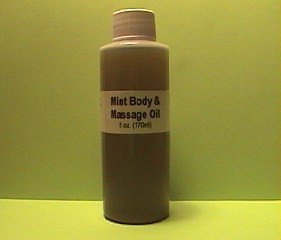 Mint Body &
Massage Oil
6 oz. (170ml)